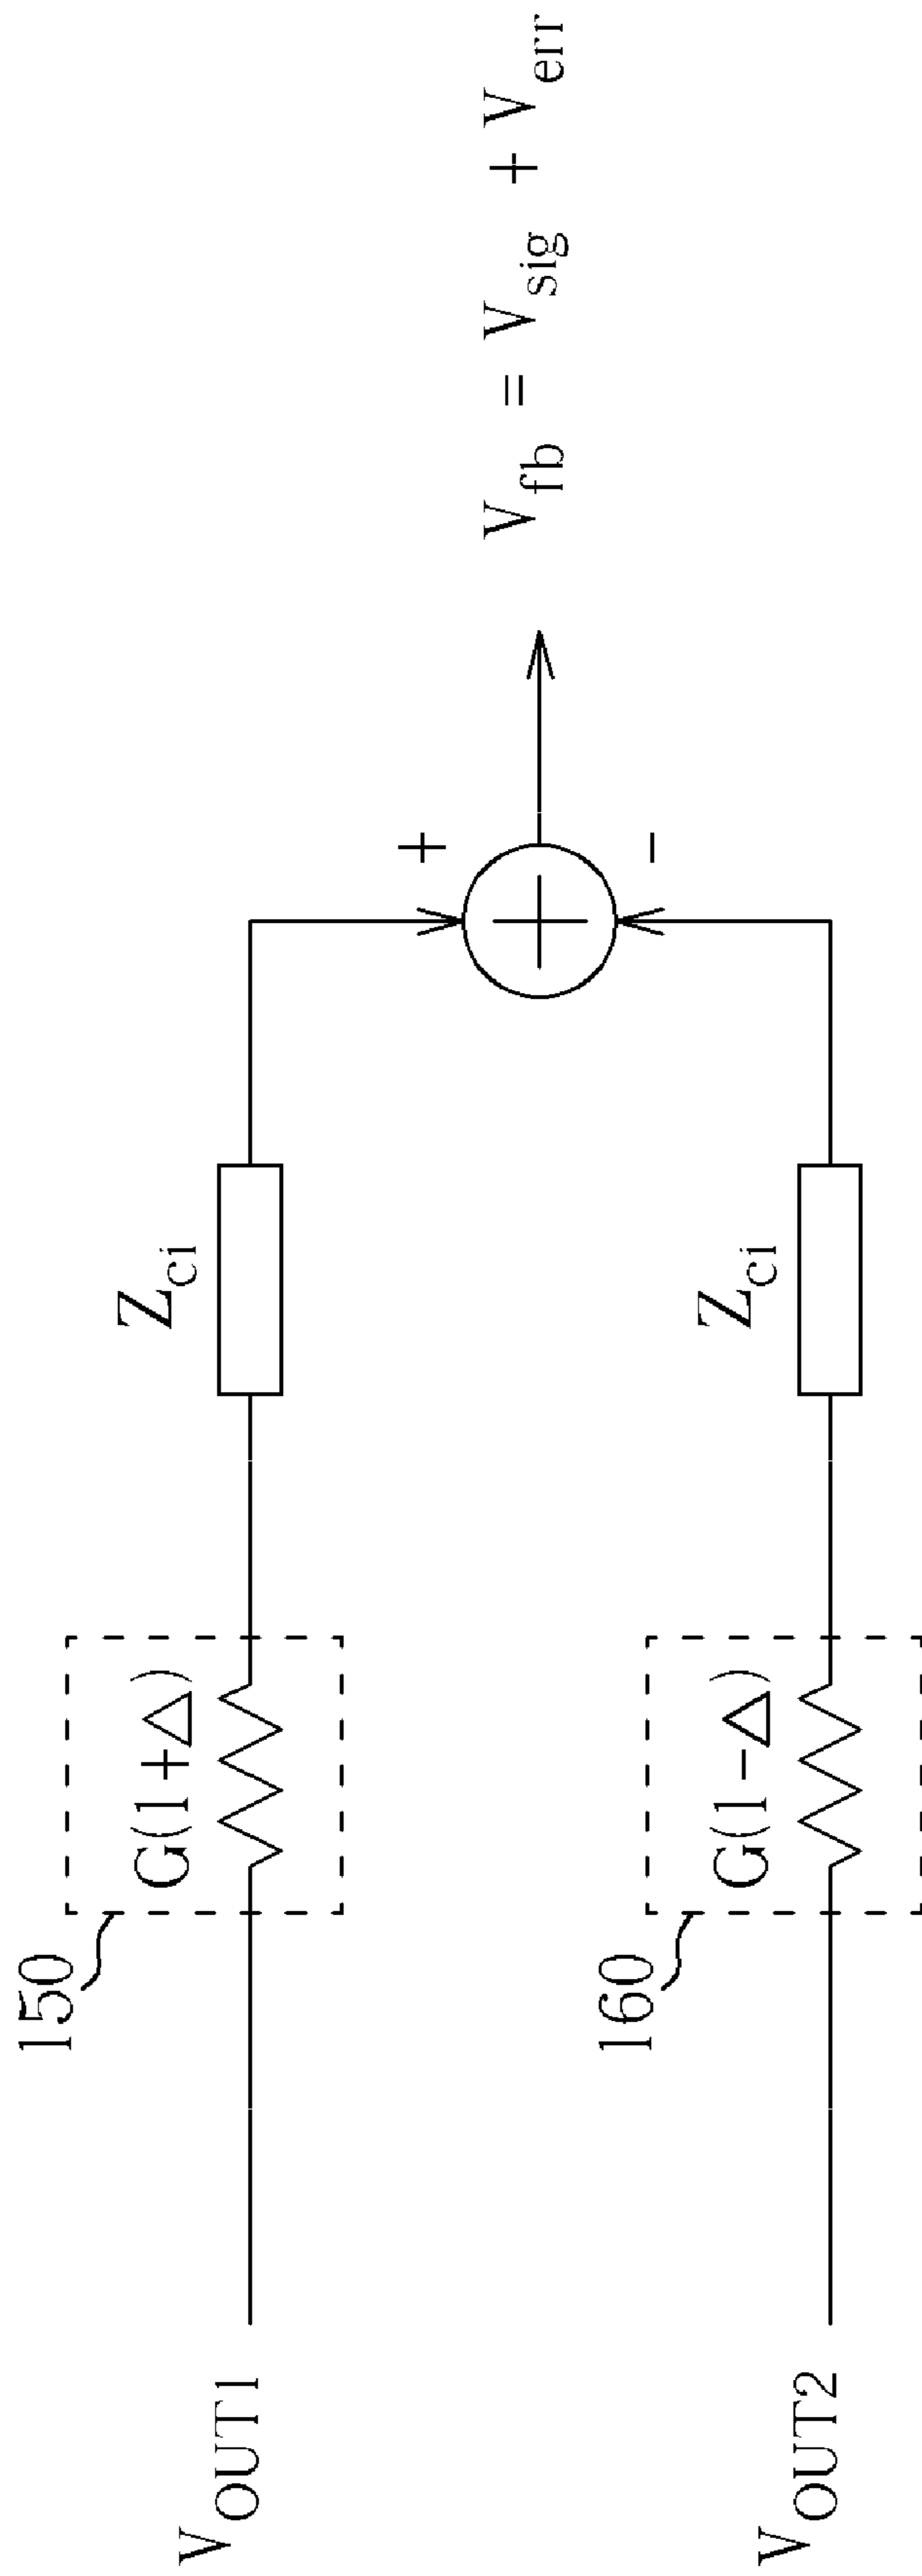 150
G(1+△)
Z_ci
V_OUT1
+
V_fb = V_sig + V_err
-
160
G(1-△)
Z_ci
V_OUT2